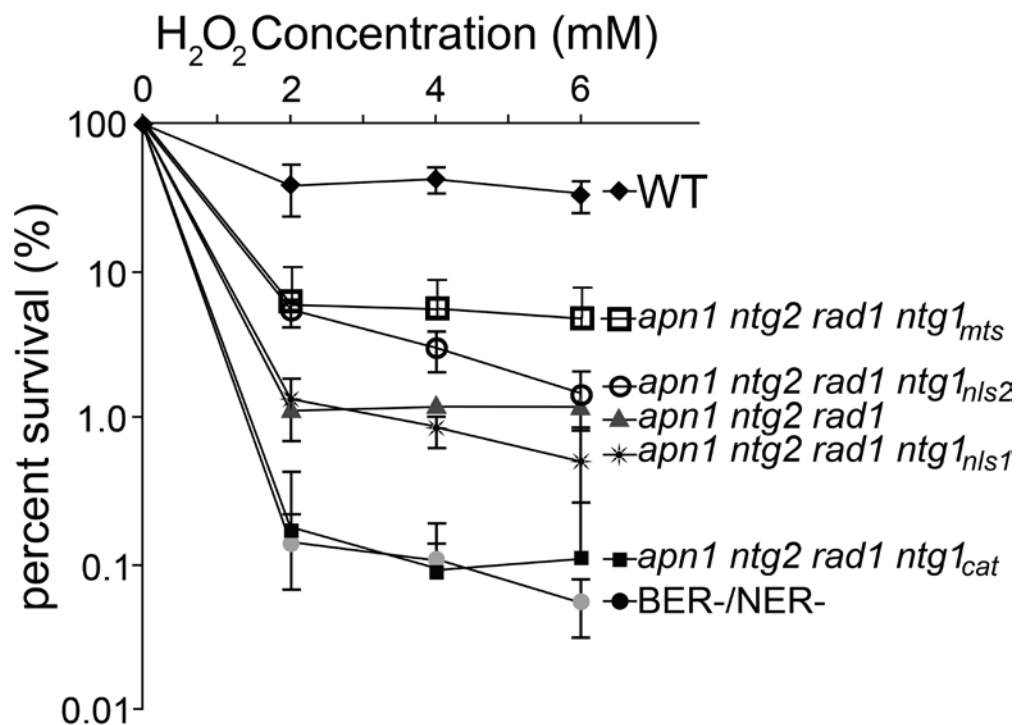 H₂O₂ Concentration (mM)
0 2 4 6
percent survival (%)
100
10
1.0
0.1
0.01
WT
apn1 ntg2 rad1 ntg1mts
apn1 ntg2 rad1 ntg1nls2
apn1 ntg2 rad1
apn1 ntg2 rad1 ntg1nls1
apn1 ntg2 rad1 ntg1cat
BER-/NER-